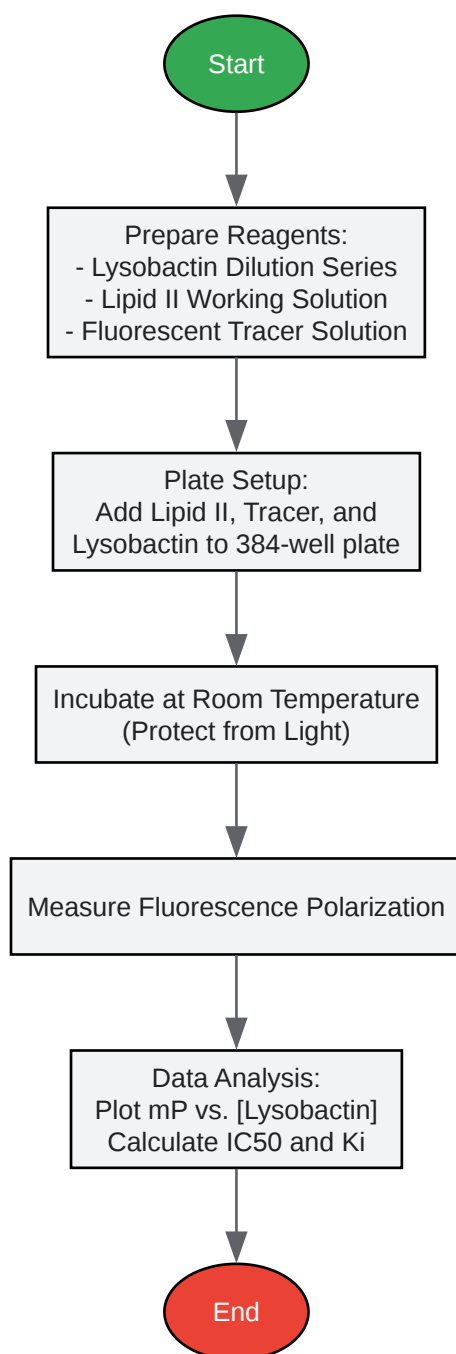 Start
Prepare Reagents:
- Lysobactin Dilution Series
- Lipid II Working Solution
- Fluorescent Tracer Solution
Plate Setup:
Add Lipid II, Tracer, and
Lysobactin to 384-well plate
Incubate at Room Temperature
(Protect from Light)
Measure Fluorescence Polarization
Data Analysis:
Plot mP vs. [Lysobactin]
Calculate IC50 and Ki
End